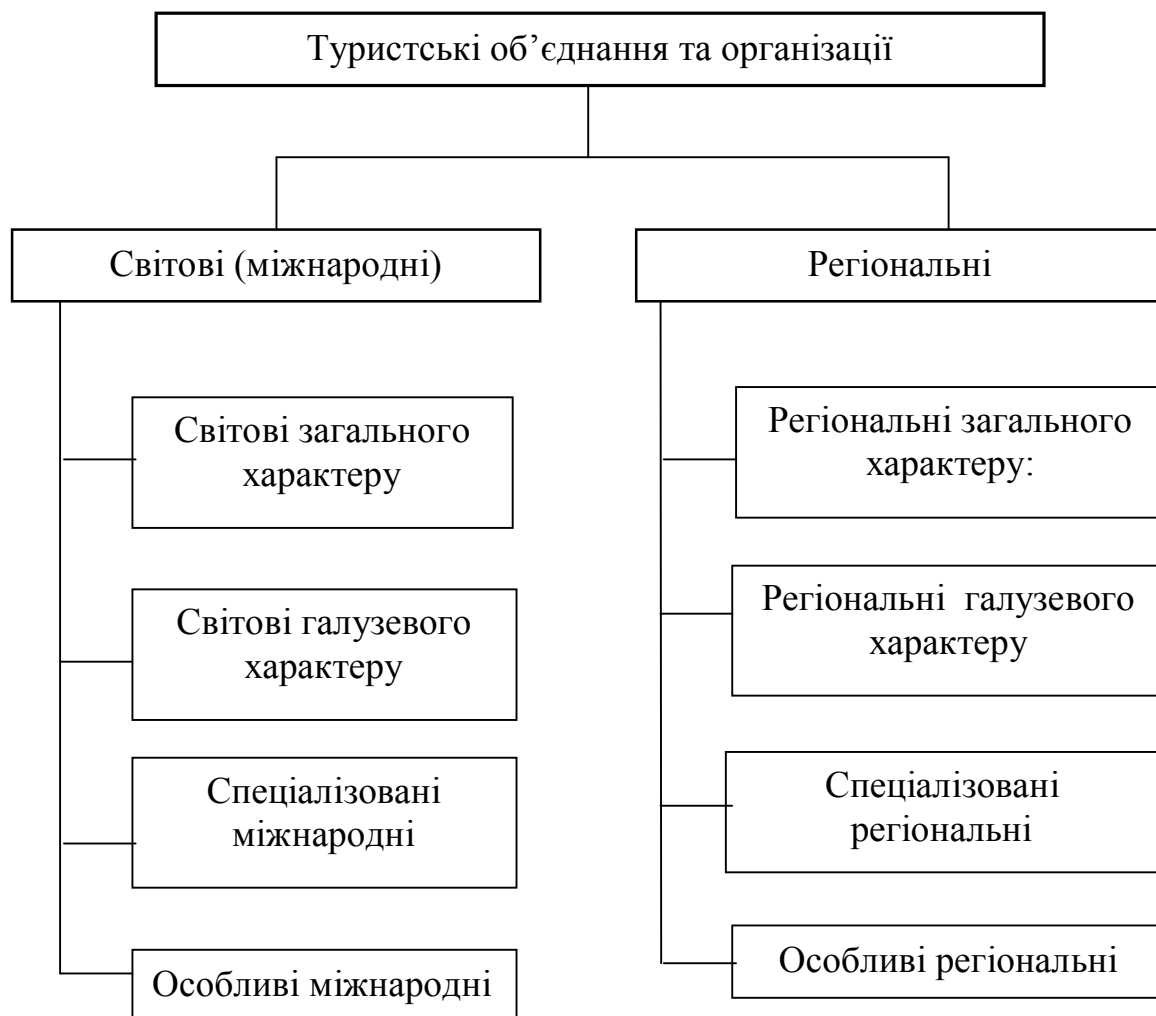 Туристські об’єднання та організації
Світові (міжнародні)
Регіональні
Світові загального
характеру
Регіональні загального
характеру:
Світові галузевого
характеру
Регіональні  галузевого
характеру
Спеціалізовані
міжнародні
Спеціалізовані
регіональні
Особливі міжнародні
Особливі регіональні